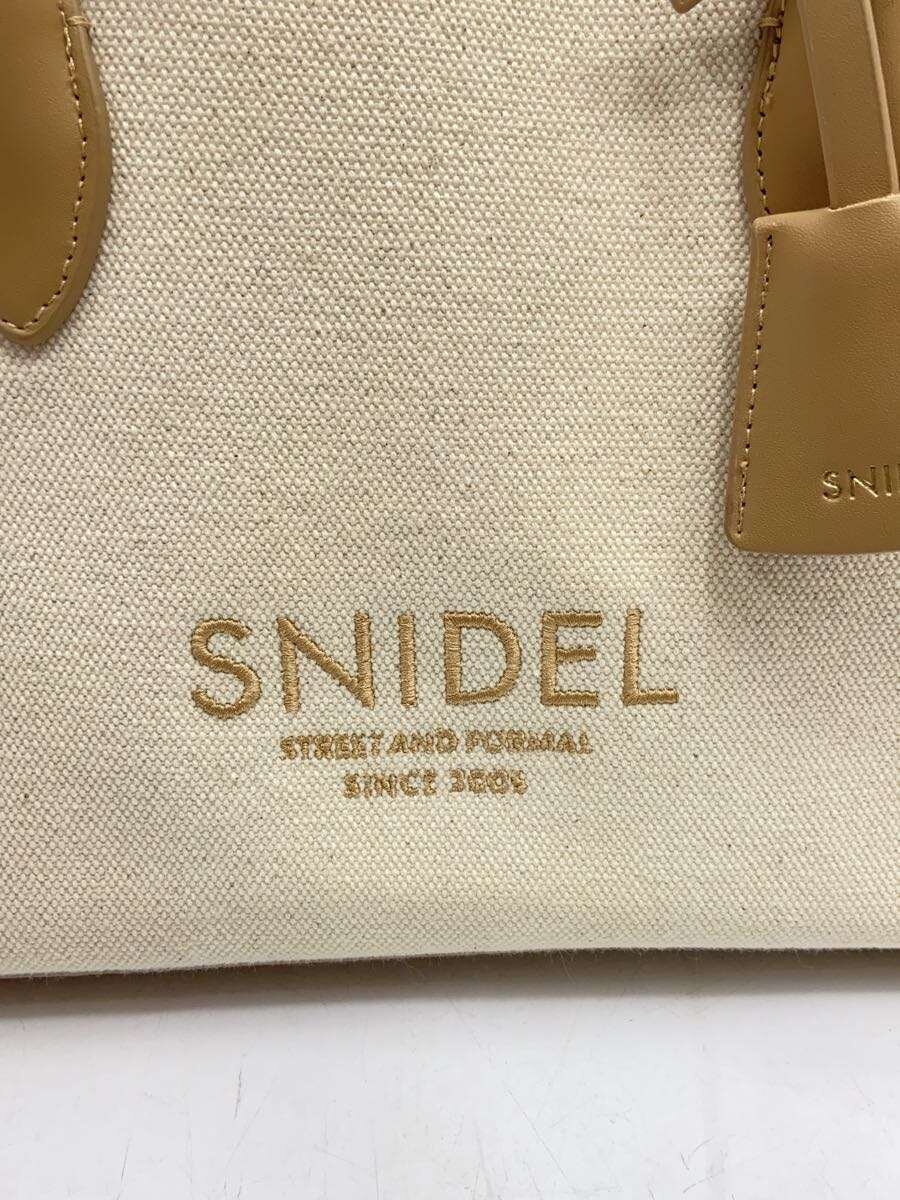 SNI
SNIDEL
STREET AND FORMAL
SINCE 2005